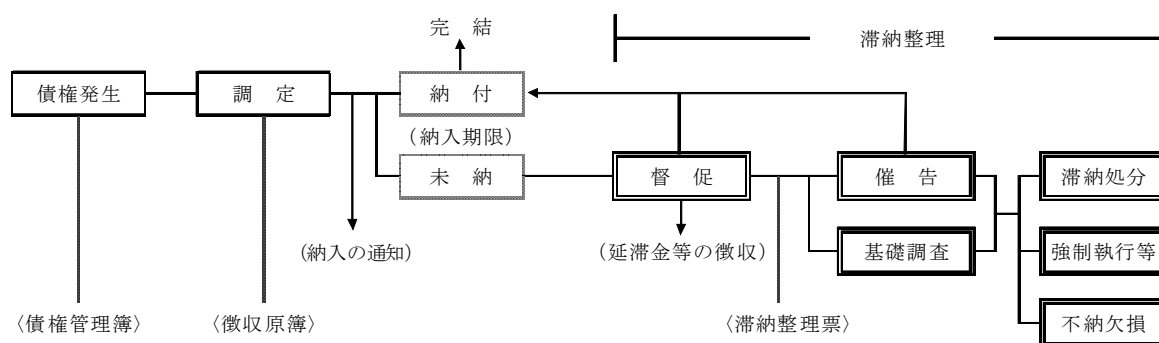 完 結
滞納整理
債権発生
調 定
納 付
(納入期限)
未 納
督 促
催 告
滞納処分
(納入の通知)
(延滞金等の徴収)
基礎調査
強制執行等
〈債権管理簿〉
〈徴収原簿〉
〈滞納整理票〉
不納欠損